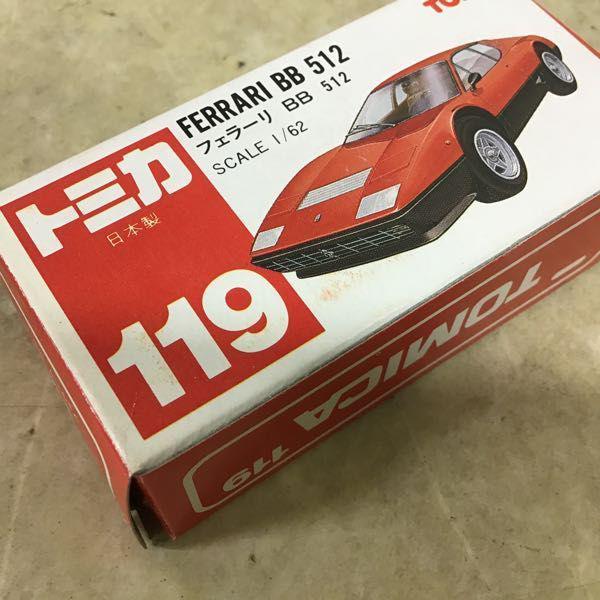 トミカ
日本製
119
FERRARI BB 512
フェラーリ BB 512
SCALE 1/62
TOMICA 119